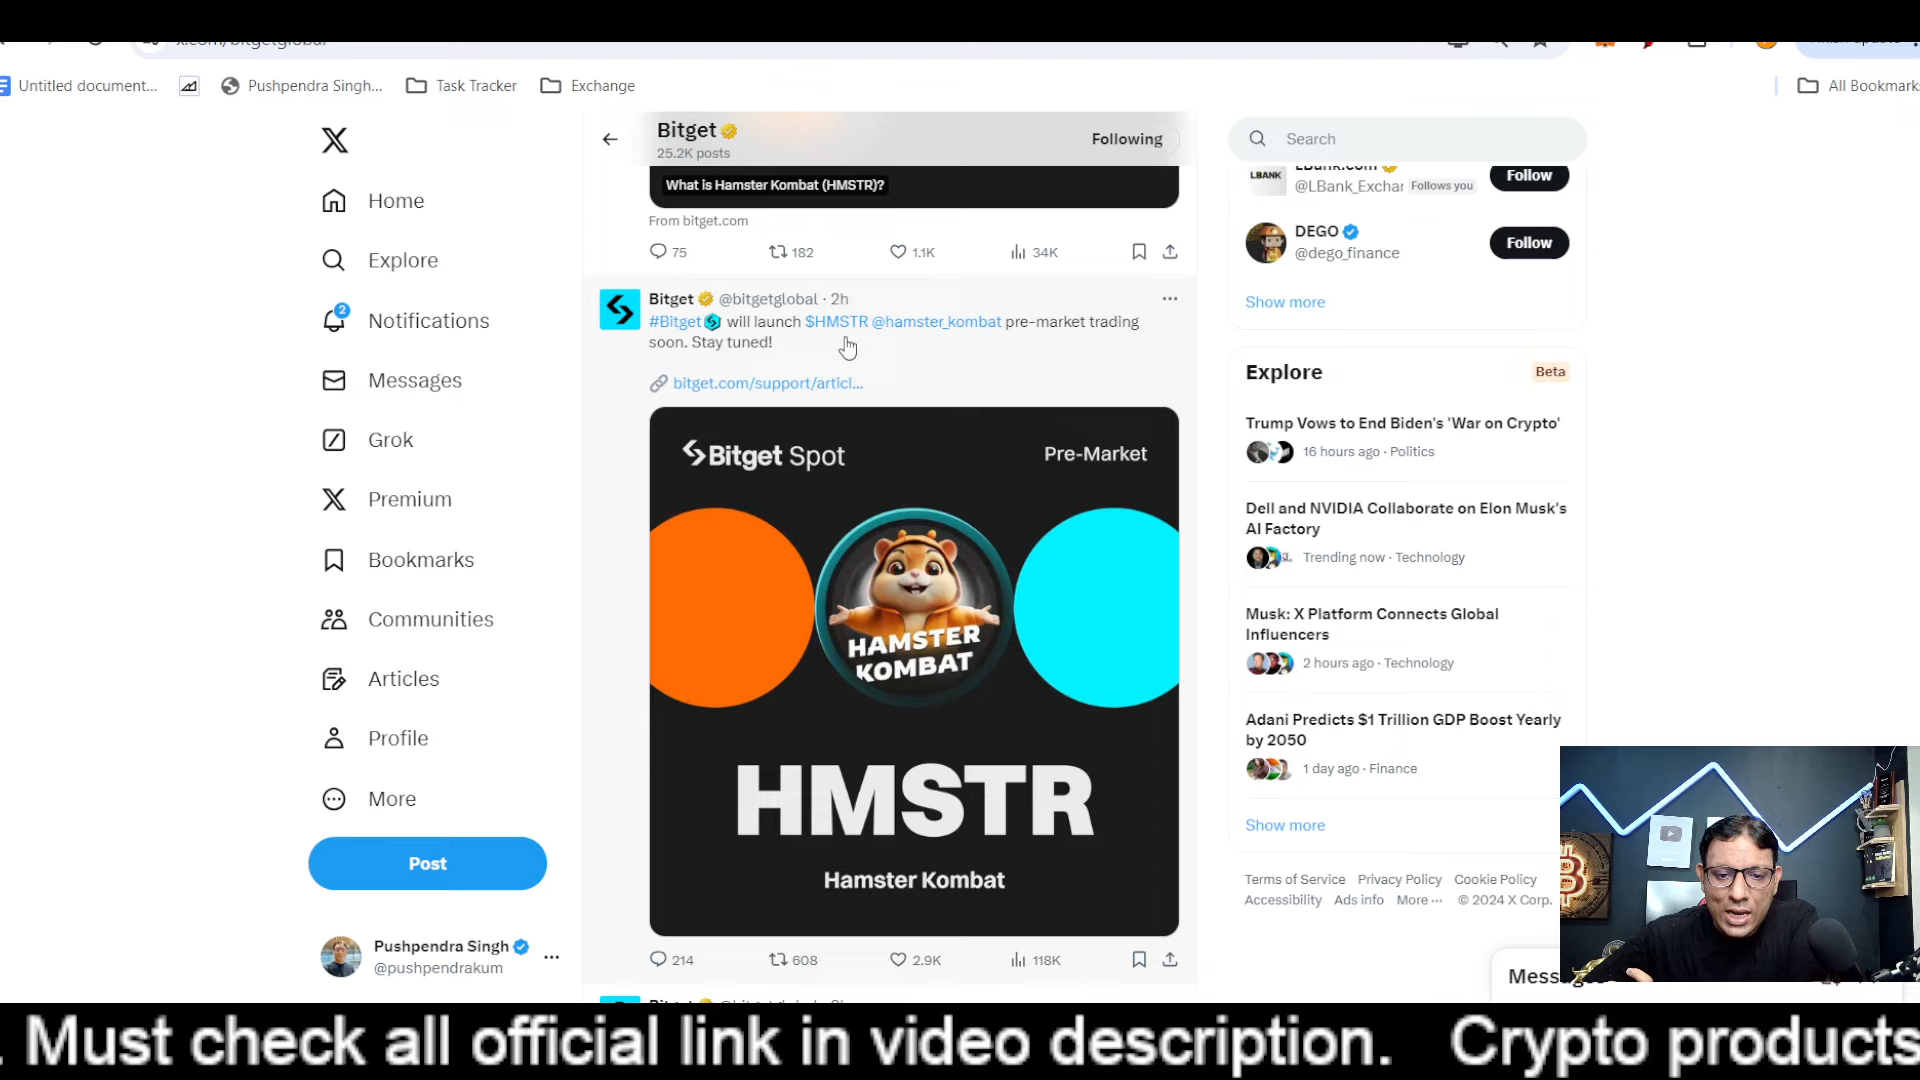 Untitled document...
Pushpendra Singh...
Task Tracker
Exchange
All Bookmarks
Home
Explore
2
Notifications
Messages
Grok
Premium
Bookmarks
Communities
Articles
Profile
More
Post
Pushpendra Singh
@pushpendrakum
Bitget
25.2K posts
Following
What is Hamster Kombat (HMSTR)?
From bitget.com
75 182 1.1K 34K
Bitget @bitgetglobal · 2h
#Bitget will launch $HMSTR @hamster_kombat pre-market trading
soon. Stay tuned!
bitget.com/support/articl...
Bitget Spot
Pre-Market
HAMSTER
KOMBAT
HMSTR
Hamster Kombat
214 608 2.9K 118K
Search
LBank.com
LBANK
@LBank_Exchar Follows you
Follow
DEGO
@dego_finance
Follow
Show more
Explore
Beta
Trump Vows to End Biden's 'War on Crypto'
16 hours ago · Politics
Dell and NVIDIA Collaborate on Elon Musk's
AI Factory
Trending now · Technology
Musk: X Platform Connects Global
Influencers
2 hours ago · Technology
Adani Predicts $1 Trillion GDP Boost Yearly
by 2050
1 day ago · Finance
Show more
Terms of Service Privacy Policy Cookie Policy
Accessibility Ads info More ··· © 2024 X Corp.
. Must check all official link in video description. Crypto products